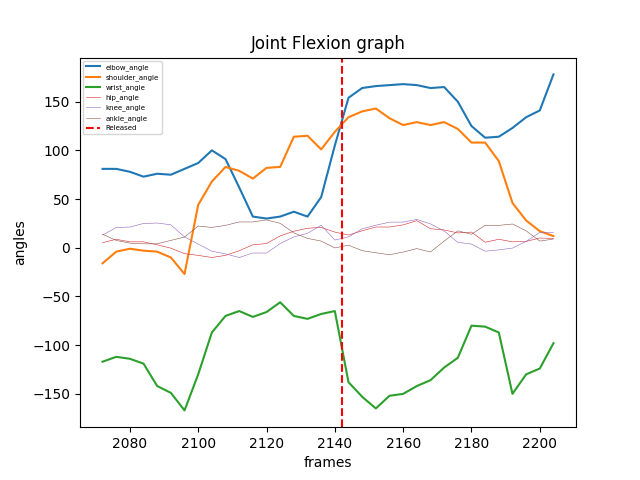 Joint Flexion graph
elbow_angle
shoulder_angle
wrist_angle
hip_angle
knee_angle
ankle_angle
Released
150
100
50
0
−50
−100
−150
angles
2080 2100 2120 2140 2160 2180 2200
frames